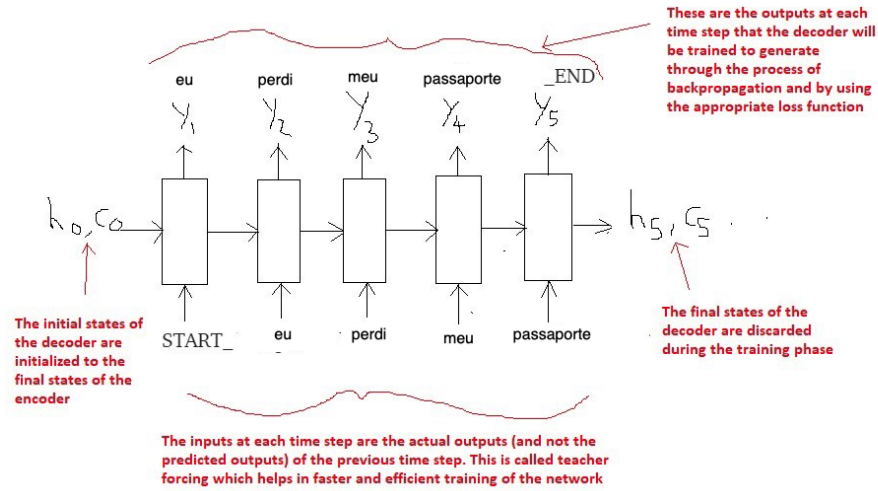 These are the outputs at each
time step that the decoder will
be trained to generate
through the process of
backpropagation and by using
the appropriate loss function
eu perdi meu passaporte _END
y1 y2 y3 y4 y5
h0, c0
h5, c5
The initial states of
the decoder are
initialized to the
final states of the
encoder
START_ eu perdi meu passaporte
The final states of the
decoder are discarded
during the training phase
The inputs at each time step are the actual outputs (and not the
predicted outputs) of the previous time step. This is called teacher
forcing which helps in faster and efficient training of the network